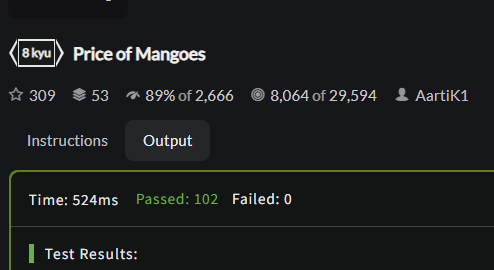 8 kyu Price of Mangoes
309 53 89% of 2,666 8,064 of 29,594 AartiK1
Instructions Output
Time: 524ms Passed: 102 Failed: 0
Test Results: